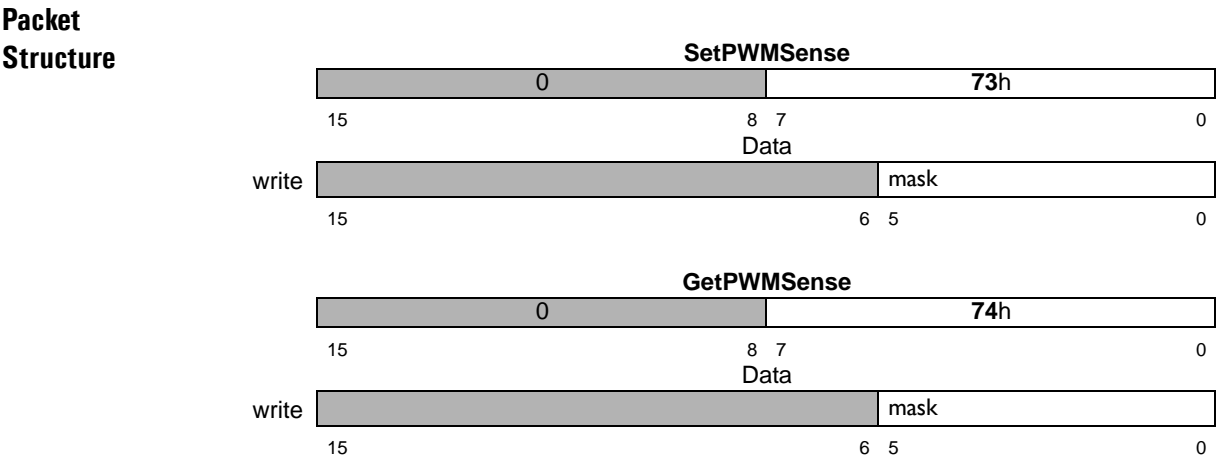 Packet
Structure
SetPWMSense
0 73h
15 8 7 0
Data
write mask
15 6 5 0
GetPWMSense
0 74h
15 8 7 0
Data
write mask
15 6 5 0